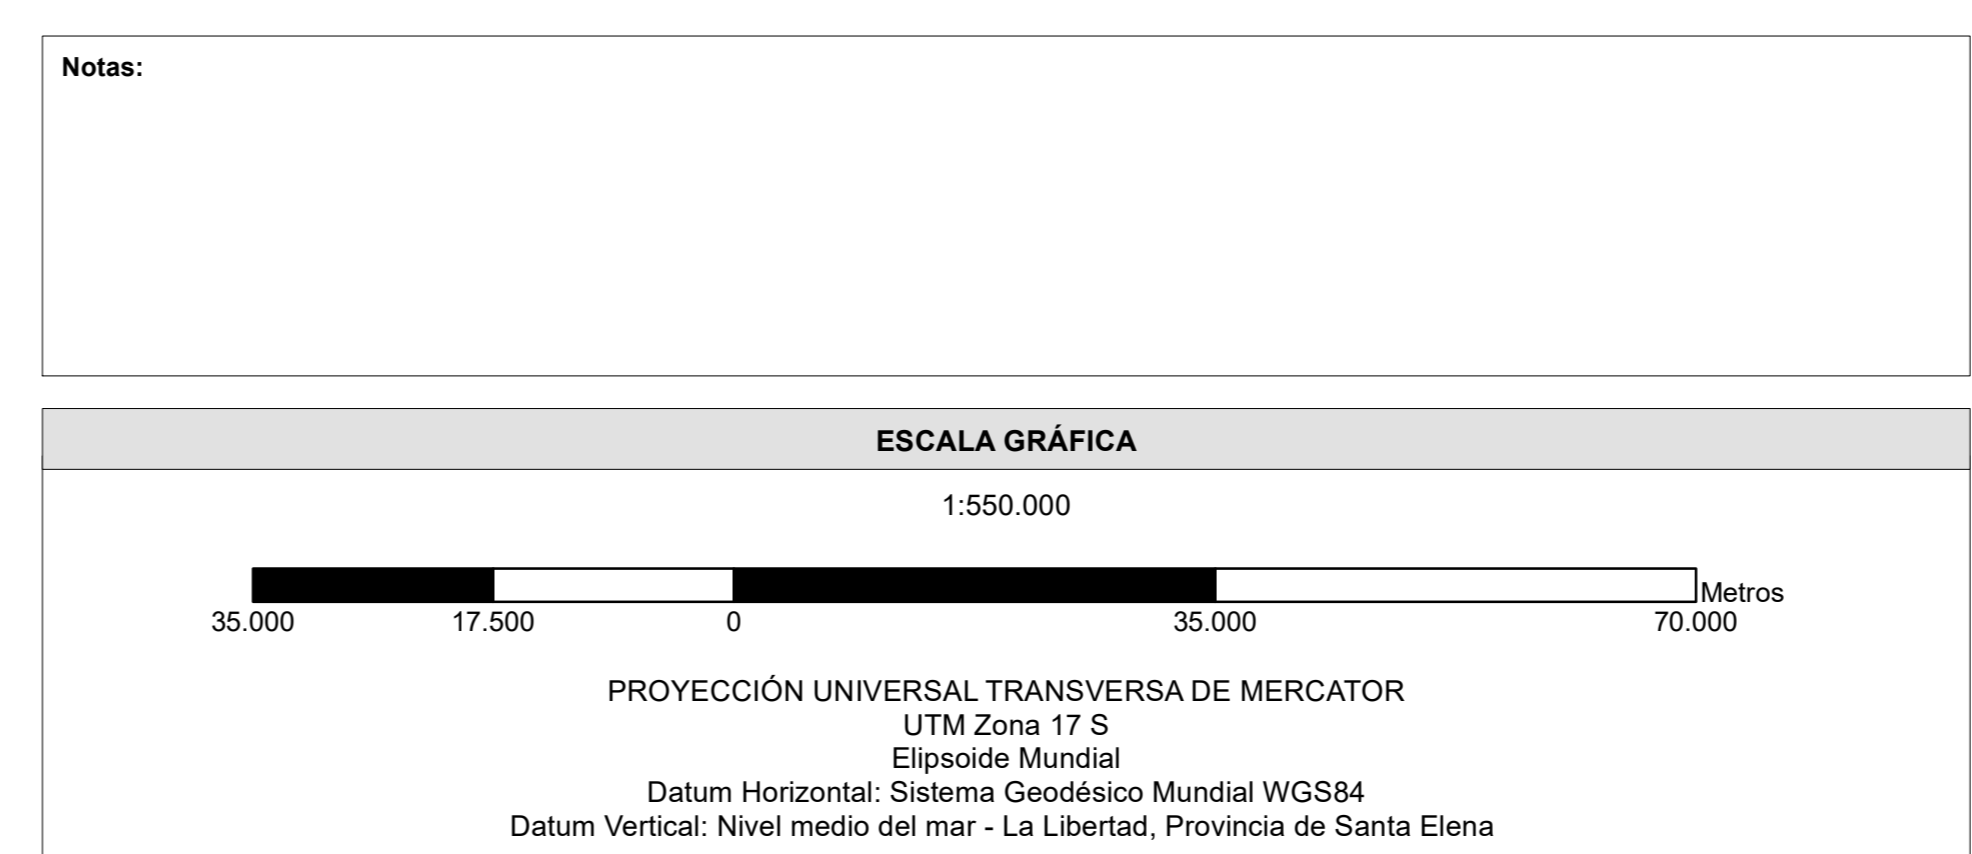 Notas:
ESCALA GRÁFICA
1:550.000
Metros
35.000 17.500 0 35.000 70.000
PROYECCIÓN UNIVERSAL TRANSVERSA DE MERCATOR
UTM Zona 17 S
Elipsoide Mundial
Datum Horizontal: Sistema Geodésico Mundial WGS84
Datum Vertical: Nivel medio del mar - La Libertad, Provincia de Santa Elena